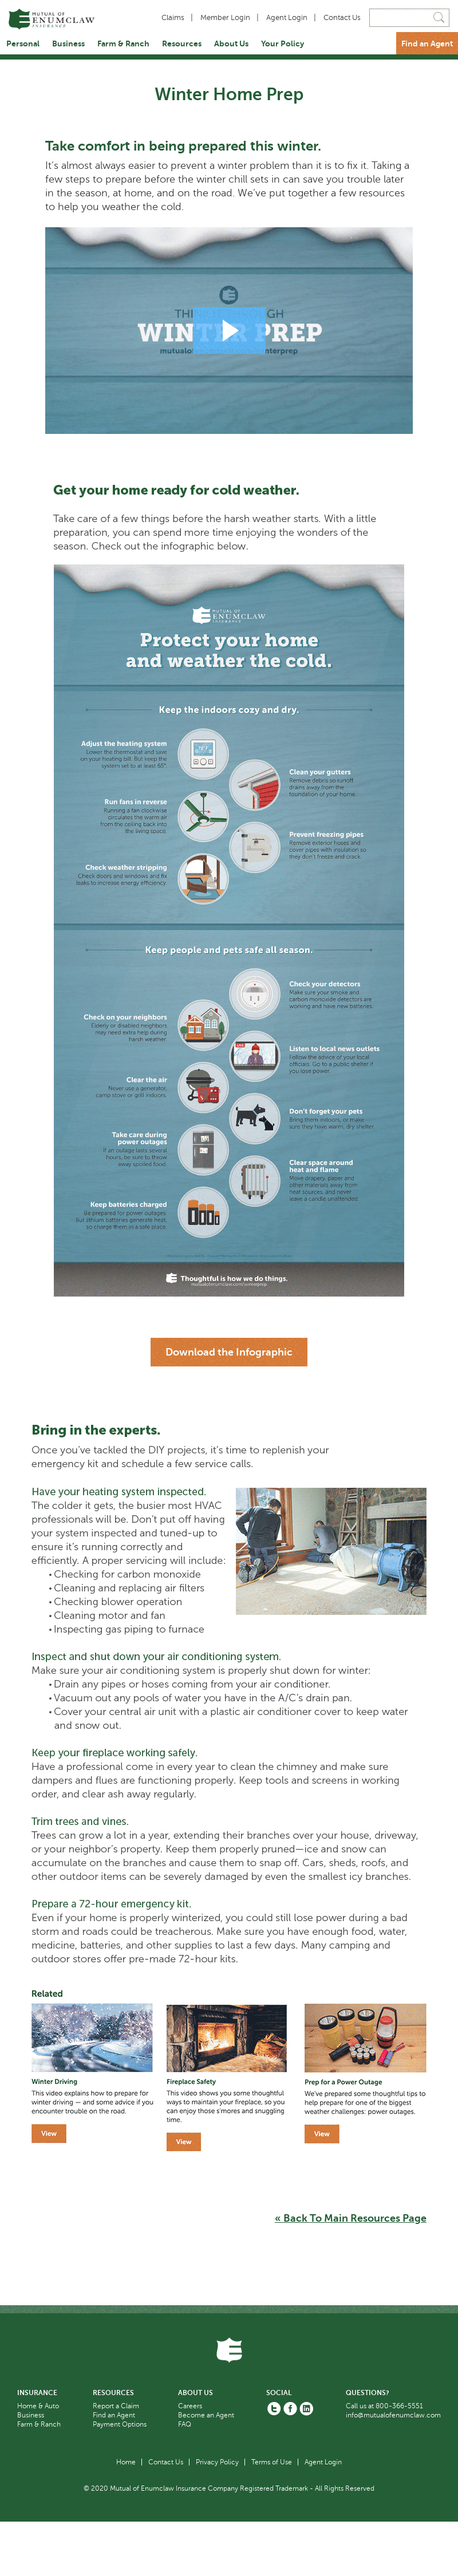 MUTUAL OF
ENUMCLAW
INSURANCE
Claims | Member Login | Agent Login | Contact Us
Personal Business Farm & Ranch Resources About Us Your Policy Find an Agent
Winter Home Prep
Take comfort in being prepared this winter.
It's almost always easier to prevent a winter problem than it is to fix it. Taking a
few steps to prepare before the winter chill sets in can save you trouble later
in the season, at home, and on the road. We've put together a few resources
to help you weather the cold.
WINTER PREP
Get your home ready for cold weather.
Take care of a few things before the harsh weather starts. With a little
preparation, you can spend more time enjoying the wonders of the
season. Check out the infographic below.
MUTUAL OF
ENUMCLAW
INSURANCE
Protect your home
and weather the cold.
Keep the indoors cozy and dry.
Adjust the heating system
Lower the thermostat and save
on your heating bill. But keep the
system set to at least 65°.
Clean your gutters
Remove debris so runoff
drains away from the
foundation of your home.
Run fans in reverse
Running a fan clockwise
circulates the warm air
from the ceiling back into
the living space.
Prevent freezing pipes
Remove exterior hoses and
cover pipes with insulation so
they don't freeze and crack.
Check weather stripping
Check doors and windows and fix
leaks to increase energy efficiency.
Keep people and pets safe all season.
Check your detectors
Make sure your smoke and
carbon monoxide detectors are
working and have new batteries.
Check on your neighbors
Elderly or disabled neighbors
may need extra help during
harsh weather.
Listen to local news outlets
Follow the advice of your local
officials. Go to a public shelter if
you lose power.
Clear the air
Never use a generator,
camp stove or grill indoors.
Don't forget your pets
Bring them indoors, or make
sure they have warm, dry shelter.
Take care during
power outages
If an outage lasts several
hours, be sure to throw
away spoiled food.
Clear space around
heat and flame
Move drapery, paper and
other materials away from
heat sources, and never
leave a candle unattended.
Keep batteries charged
Be prepared for power outages.
But lithium batteries generate heat,
so charge them in a safe place.
Thoughtful is how we do things.
mutualofenumclaw.com/winterprep
Download the Infographic
Bring in the experts.
Once you've tackled the DIY projects, it's time to replenish your
emergency kit and schedule a few service calls.
Have your heating system inspected.
The colder it gets, the busier most HVAC
professionals will be. Don't put off having
your system inspected and tuned-up to
ensure it's running correctly and
efficiently. A proper servicing will include:
• Checking for carbon monoxide
• Cleaning and replacing air filters
• Checking blower operation
• Cleaning motor and fan
• Inspecting gas piping to furnace
Inspect and shut down your air conditioning system.
Make sure your air conditioning system is properly shut down for winter:
• Drain any pipes or hoses coming from your air conditioner.
• Vacuum out any pools of water you have in the A/C's drain pan.
• Cover your central air unit with a plastic air conditioner cover to keep water
and snow out.
Keep your fireplace working safely.
Have a professional come in every year to clean the chimney and make sure
dampers and flues are functioning properly. Keep tools and screens in working
order, and clear ash away regularly.
Trim trees and vines.
Trees can grow a lot in a year, extending their branches over your house, driveway,
or your neighbor's property. Keep them properly pruned—ice and snow can
accumulate on the branches and cause them to snap off. Cars, sheds, roofs, and
other outdoor items can be severely damaged by even the smallest icy branches.
Prepare a 72-hour emergency kit.
Even if your home is properly winterized, you could still lose power during a bad
storm and roads could be treacherous. Make sure you have enough food, water,
medicine, batteries, and other supplies to last a few days. Many camping and
outdoor stores offer pre-made 72-hour kits.
Related
Winter Driving
This video explains how to prepare for
winter driving — and some advice if you
encounter trouble on the road.
View
Fireplace Safety
This video shows you some thoughtful
ways to maintain your fireplace, so you
can enjoy those s'mores and snuggling
time.
View
Prep for a Power Outage
We've prepared some thoughtful tips to
help prepare for one of the biggest
weather challenges: power outages.
View
« Back To Main Resources Page
INSURANCE
Home & Auto
Business
Farm & Ranch
RESOURCES
Report a Claim
Find an Agent
Payment Options
ABOUT US
Careers
Become an Agent
FAQ
SOCIAL
QUESTIONS?
Call us at 800-366-5551
info@mutualofenumclaw.com
Home | Contact Us | Privacy Policy | Terms of Use | Agent Login
© 2020 Mutual of Enumclaw Insurance Company Registered Trademark - All Rights Reserved